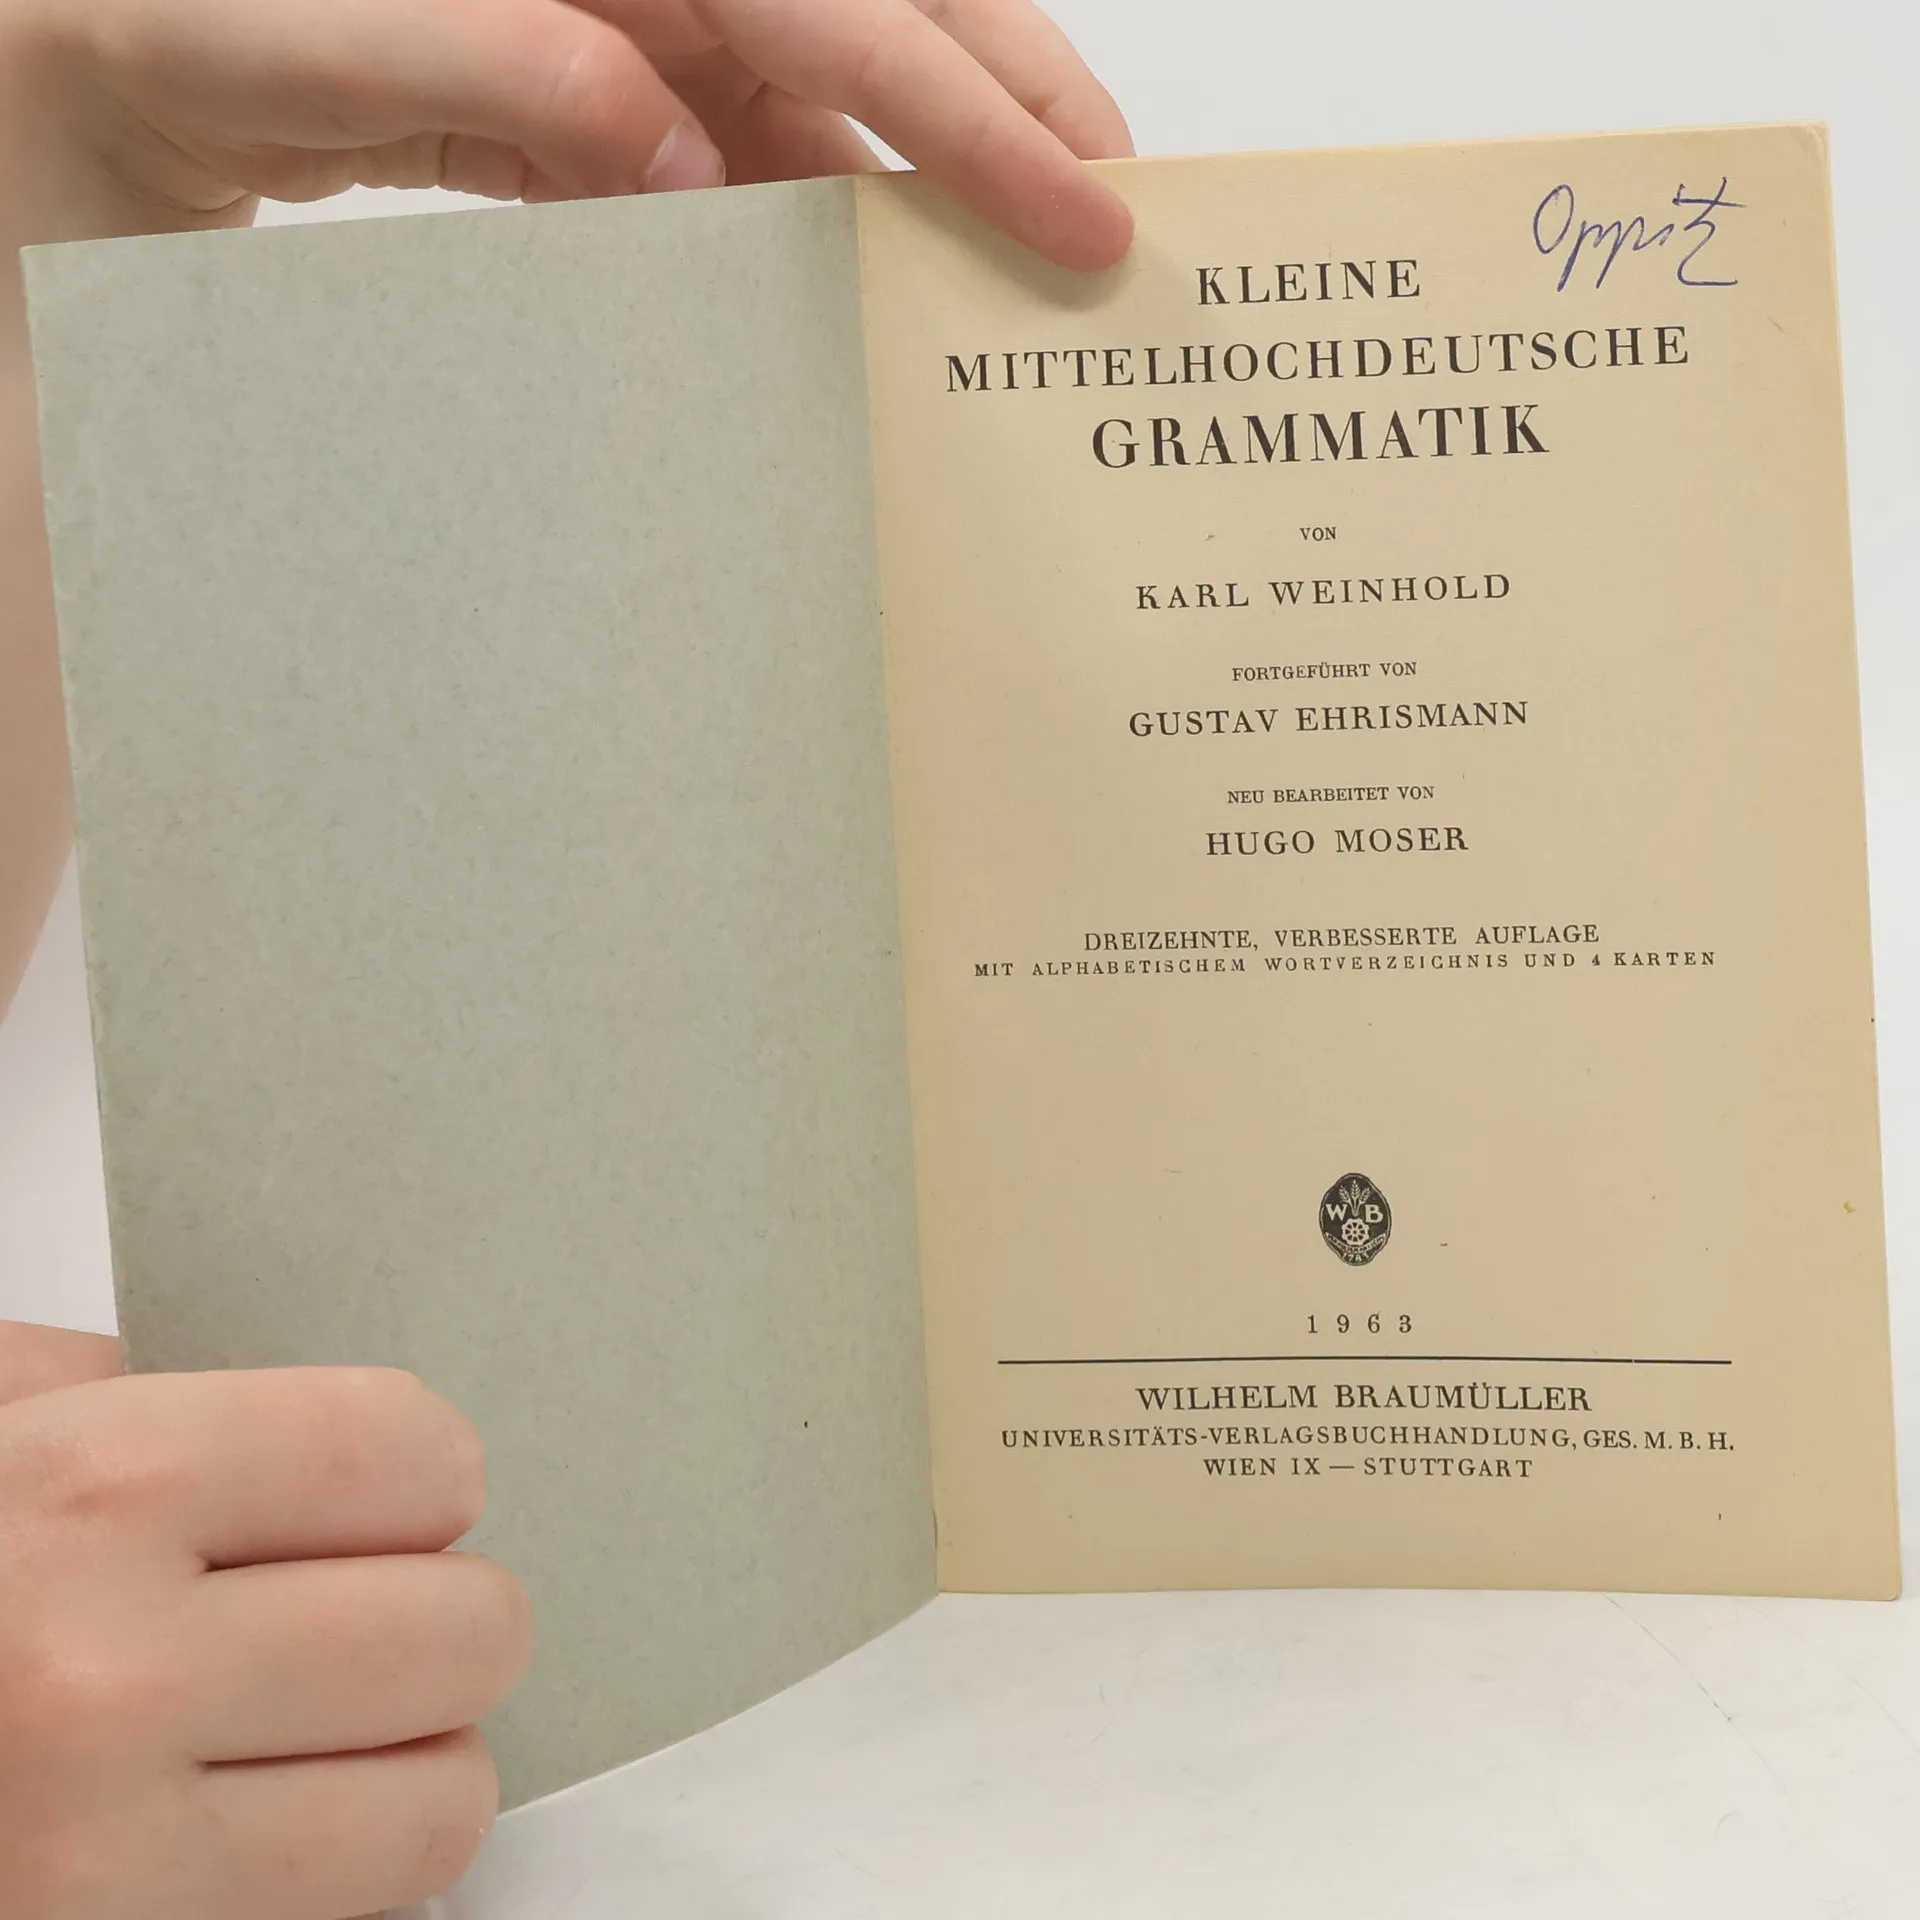 Oppitz
KLEINE
MITTELHOCHDEUTSCHE
GRAMMATIK
VON
KARL WEINHOLD
FORTGEFÜHRT VON
GUSTAV EHRISMANN
NEU BEARBEITET VON
HUGO MOSER
DREIZEHNTE, VERBESSERTE AUFLAGE
MIT ALPHABETISCHEM WORTVERZEICHNIS UND 4 KARTEN
W B
1963
WILHELM BRAUMÜLLER
UNIVERSITÄTS-VERLAGSBUCHHANDLUNG, GES. M. B. H.
WIEN IX — STUTTGART